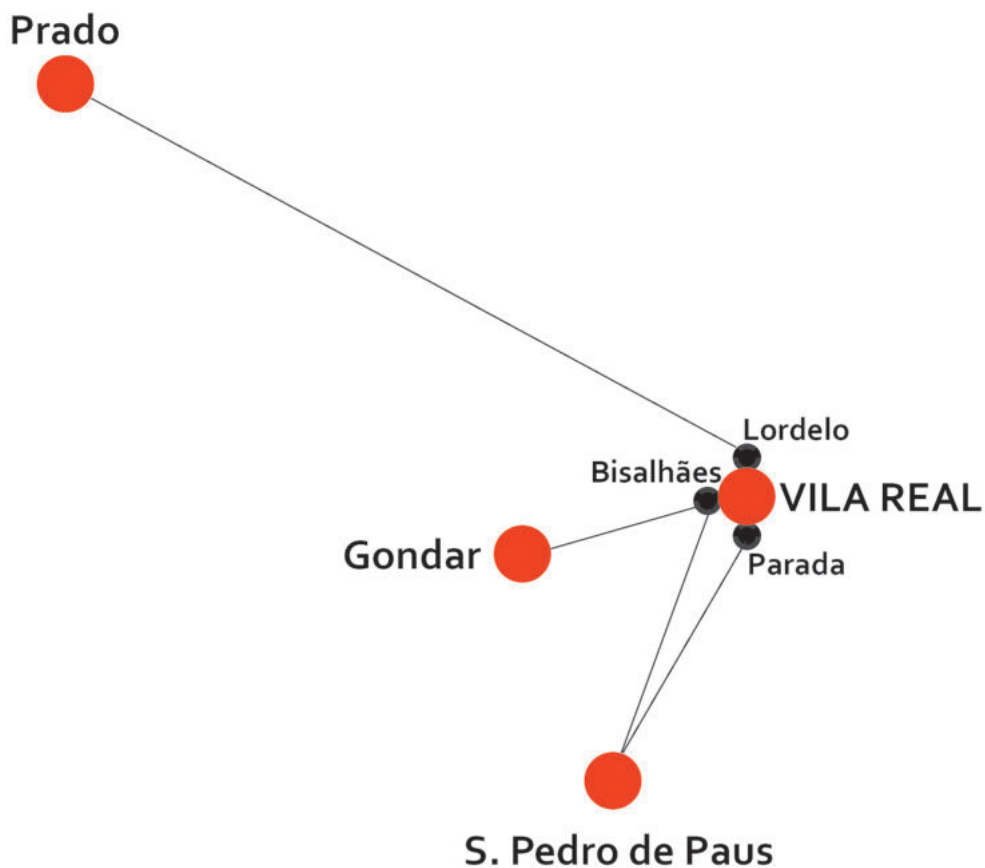 Prado
Lordelo
Bisalhães
VILA REAL
Gondar
Parada
S. Pedro de Paus